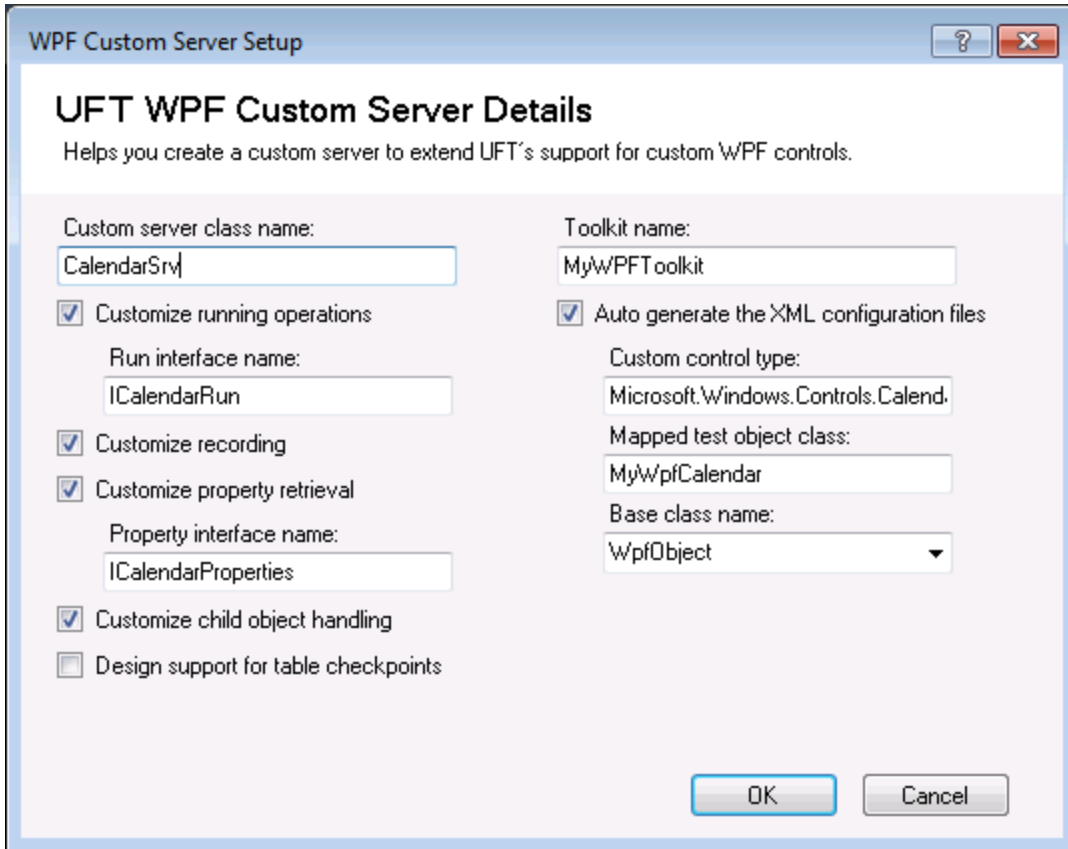 WPF Custom Server Setup
UFT WPF Custom Server Details
Helps you create a custom server to extend UFT's support for custom WPF controls.
Custom server class name:
CalendarSrv
Customize running operations
Run interface name:
ICalendarRun
Customize recording
Customize property retrieval
Property interface name:
ICalendarProperties
Customize child object handling
Design support for table checkpoints
Toolkit name:
MyWPFToolkit
Auto generate the XML configuration files
Custom control type:
Microsoft.Windows.Controls.Calend
Mapped test object class:
MyWpfCalendar
Base class name:
WpfObject
OK
Cancel